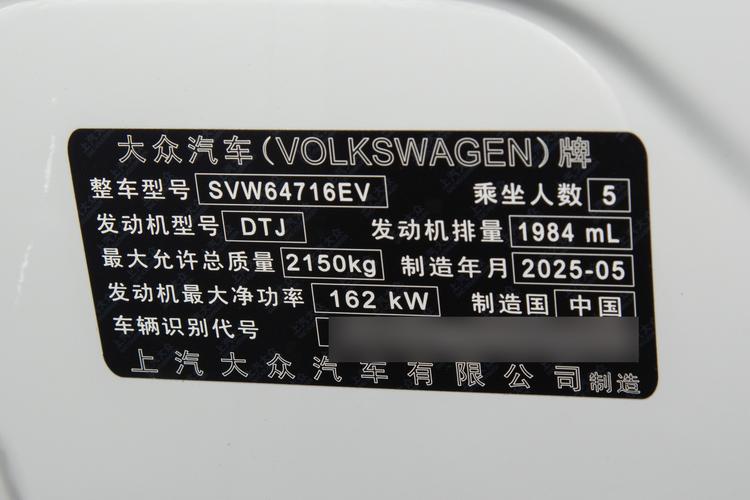 大众汽车(VOLKSWAGEN)牌
整车型号 SVW64716EV 乘坐人数 5
发动机型号 DTJ 发动机排量 1984 mL
最大允许总质量 2150kg 制造年月 2025-05
发动机最大净功率 162 kW 制造国 中国
车辆识别代号
上汽大众汽车有限公司制造